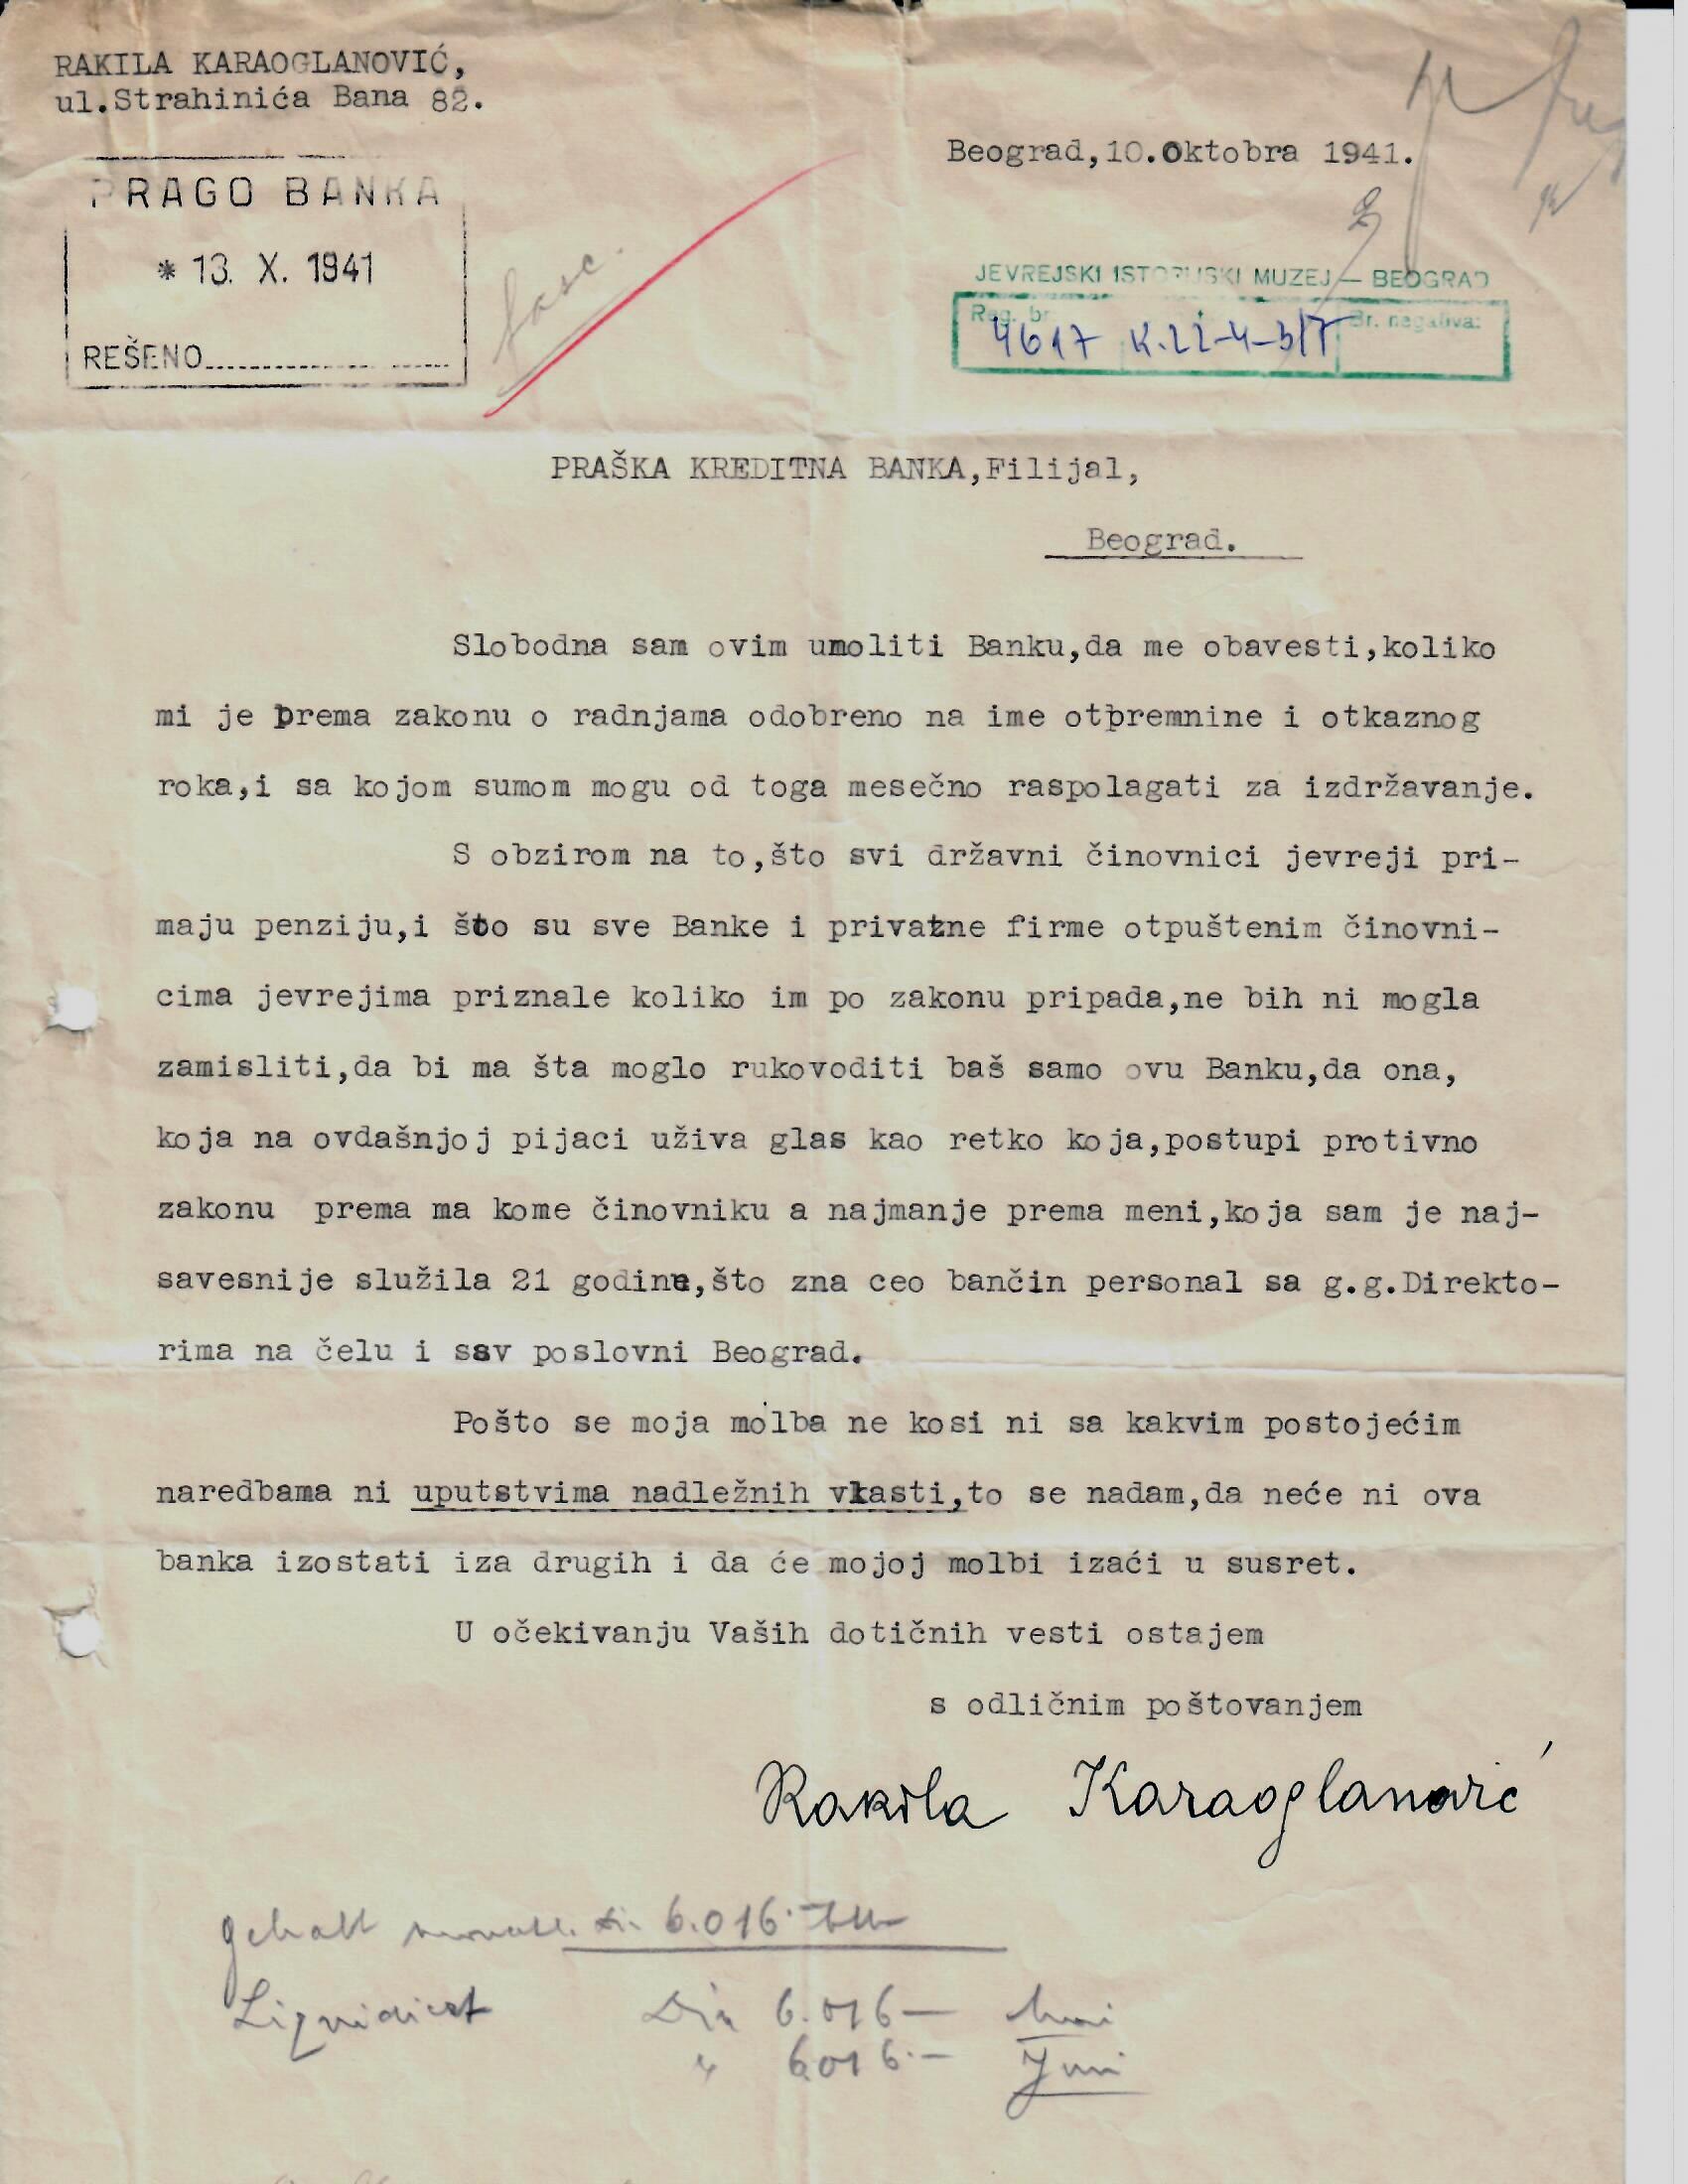 RAKILA KARAOGLANOVIĆ,
ul.Strahinića Bana 82.
Beograd,10.Oktobra 1941.
PRAGO BANKA
* 13. X. 1941
REŠENO
fasc.
JEVREJSKI ISTORIJSKI MUZEJ — BEOGRAD
Reg. br. Br. negativa:
4617 K.22-4-3/7
PRAŠKA KREDITNA BANKA,Filijal,
Beograd.
Slobodna sam ovim umoliti Banku,da me obavesti,koliko
mi je prema zakonu o radnjama odobreno na ime otpremnine i otkaznog
roka,i sa kojom sumom mogu od toga mesečno raspolagati za izdržavanje.
S obzirom na to,što svi državni činovnici jevreji pri-
maju penziju,i što su sve Banke i privatne firme otpuštenim činovni-
cima jevrejima priznale koliko im po zakonu pripada,ne bih ni mogla
zamisliti,da bi ma šta moglo rukovoditi baš samo ovu Banku,da ona,
koja na ovdašnjoj pijaci uživa glas kao retko koja,postupi protivno
zakonu prema ma kome činovniku a najmanje prema meni,koja sam je naj-
savesnije služila 21 godine,što zna ceo bančin personal sa g.g.Direkto-
rima na čelu i sav poslovni Beograd.
Pošto se moja molba ne kosi ni sa kakvim postojećim
naredbama ni uputstvima nadležnih vlasti,to se nadam,da neće ni ova
banka izostati iza drugih i da će mojoj molbi izaći u susret.
U očekivanju Vaših dotičnih vesti ostajem
s odličnim poštovanjem
Rakila Karaoglanović
Gehalt 6.016.-
Liquidiert Din 6.016— Mai
" 6016.— Juni